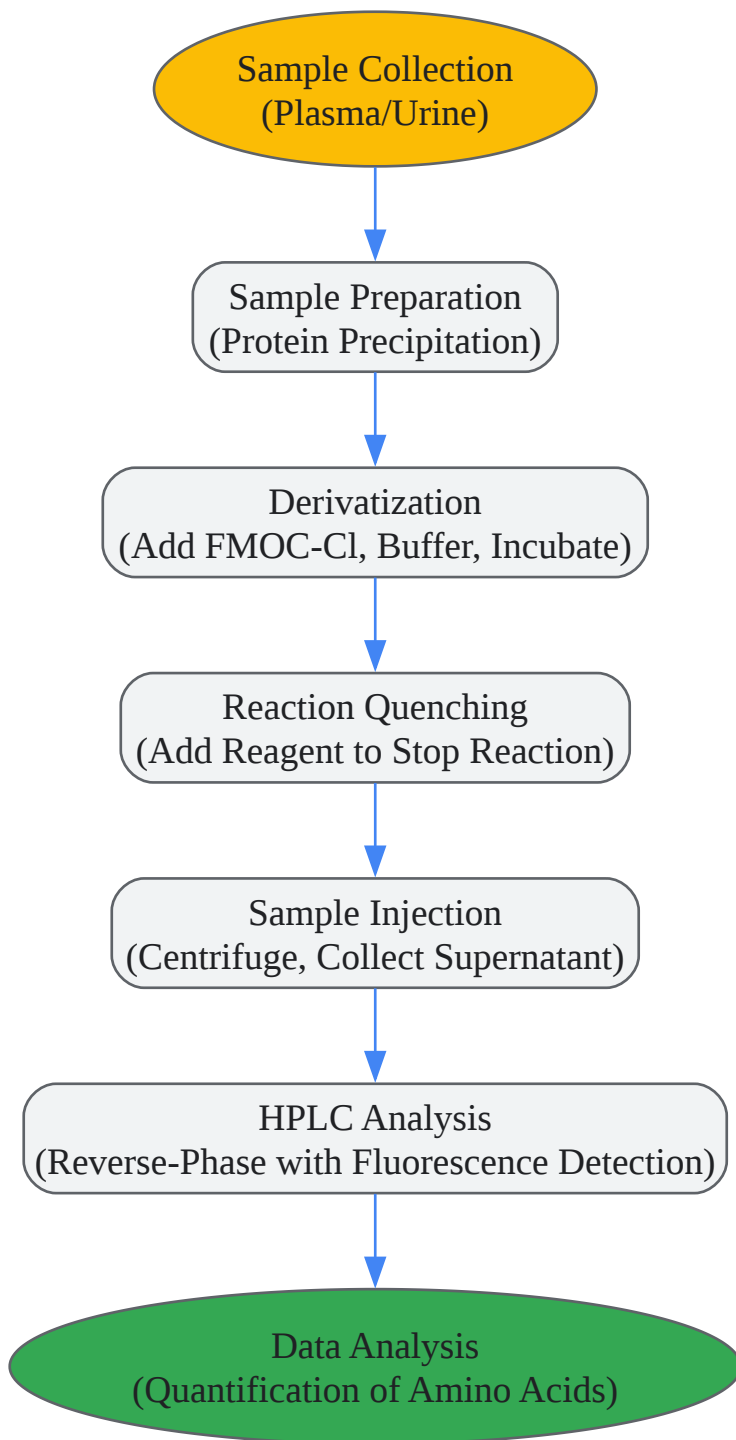 Sample Collection
(Plasma/Urine)
Sample Preparation
(Protein Precipitation)
Derivatization
(Add FMOC-Cl, Buffer, Incubate)
Reaction Quenching
(Add Reagent to Stop Reaction)
Sample Injection
(Centrifuge, Collect Supernatant)
HPLC Analysis
(Reverse-Phase with Fluorescence Detection)
Data Analysis
(Quantification of Amino Acids)